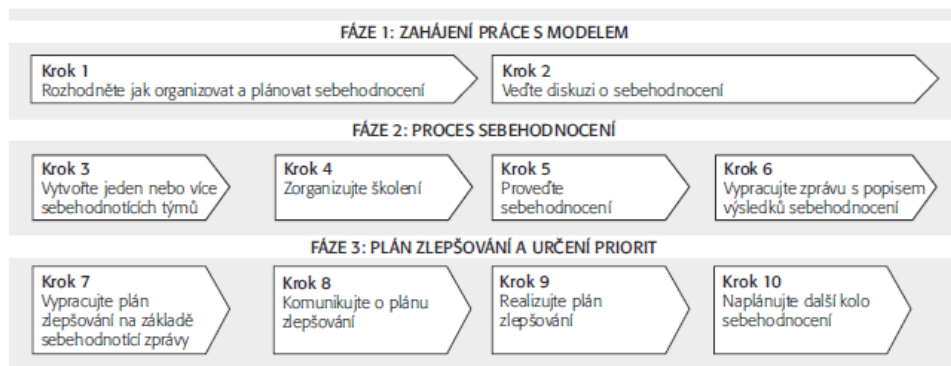 FÁZE 1: ZAHÁJENÍ PRÁCE S MODELEM
Krok 1
Rozhodněte jak organizovat a plánovat sebehodnocení
Krok 2
Veďte diskuzi o sebehodnocení
FÁZE 2: PROCES SEBEHODNOCENÍ
Krok 3
Vytvořte jeden nebo více
sebehodnotících týmů
Krok 4
Zorganizujte školení
Krok 5
Proveďte
sebehodnocení
Krok 6
Vypracujte zprávu s popisem
výsledků sebehodnocení
FÁZE 3: PLÁN ZLEPŠOVÁNÍ A URČENÍ PRIORIT
Krok 7
Vypracujte plán
zlepšování na základě
sebehodnotící zprávy
Krok 8
Komunikujte o plánu
zlepšování
Krok 9
Realizujte plán
zlepšování
Krok 10
Naplánujte další kolo
sebehodnocení